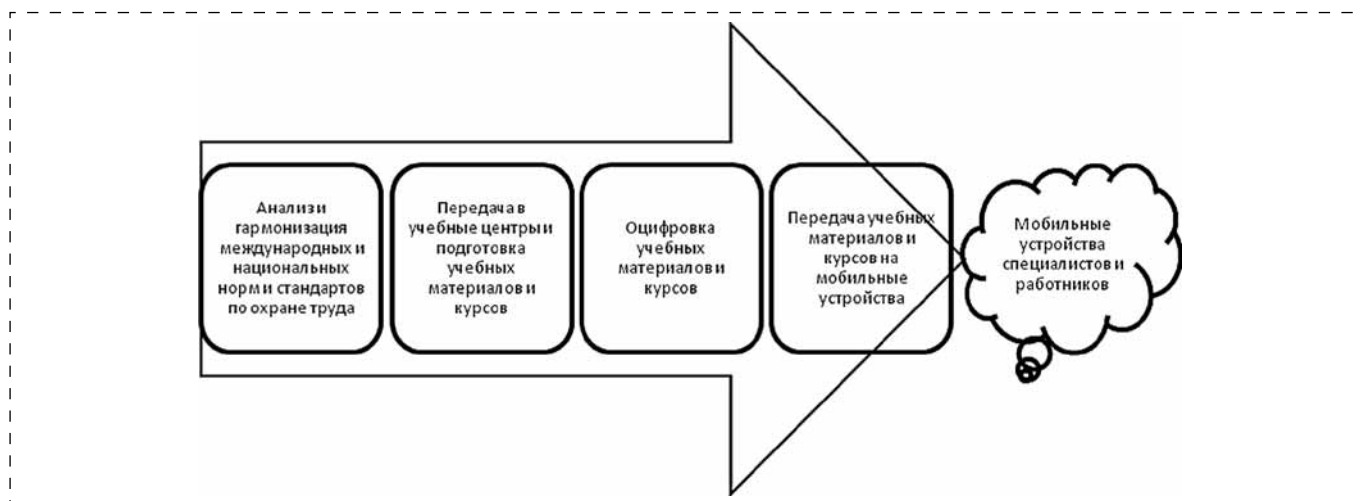 Анализ и
гармонизация
международных и
национальных
норм и стандартов
по охране труда
Передача в
учебные центры и
подготовка
учебных
материалов и
курсов
Оцифровка
учебных
материалов и
курсов
Передача учебных
материалов и
курсов на
мобильные
устройства
Мобильные
устройства
специалистов и
работников